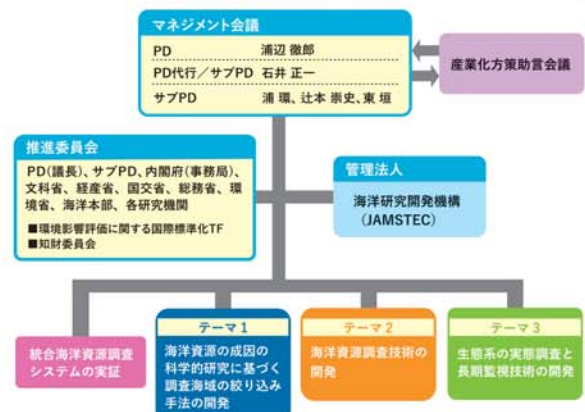 マネジメント会議
PD 浦辺 徹郎
PD代行／サブPD 石井 正一
サブPD 浦 環、辻本 崇史、東 垣
産業化方策助言会議
推進委員会
PD(議長)、サブPD、内閣府(事務局)、
文科省、経産省、国交省、総務省、環
境省、海洋本部、各研究機関
■環境影響評価に関する国際標準化TF
■知財委員会
管理法人
海洋研究開発機構
(JAMSTEC)
統合海洋資源調査
システムの実証
テーマ 1
海洋資源の成因の
科学的研究に基づく
調査海域の絞り込み
手法の開発
テーマ 2
海洋資源調査技術の
開発
テーマ 3
生態系の実態調査と
長期監視技術の開発